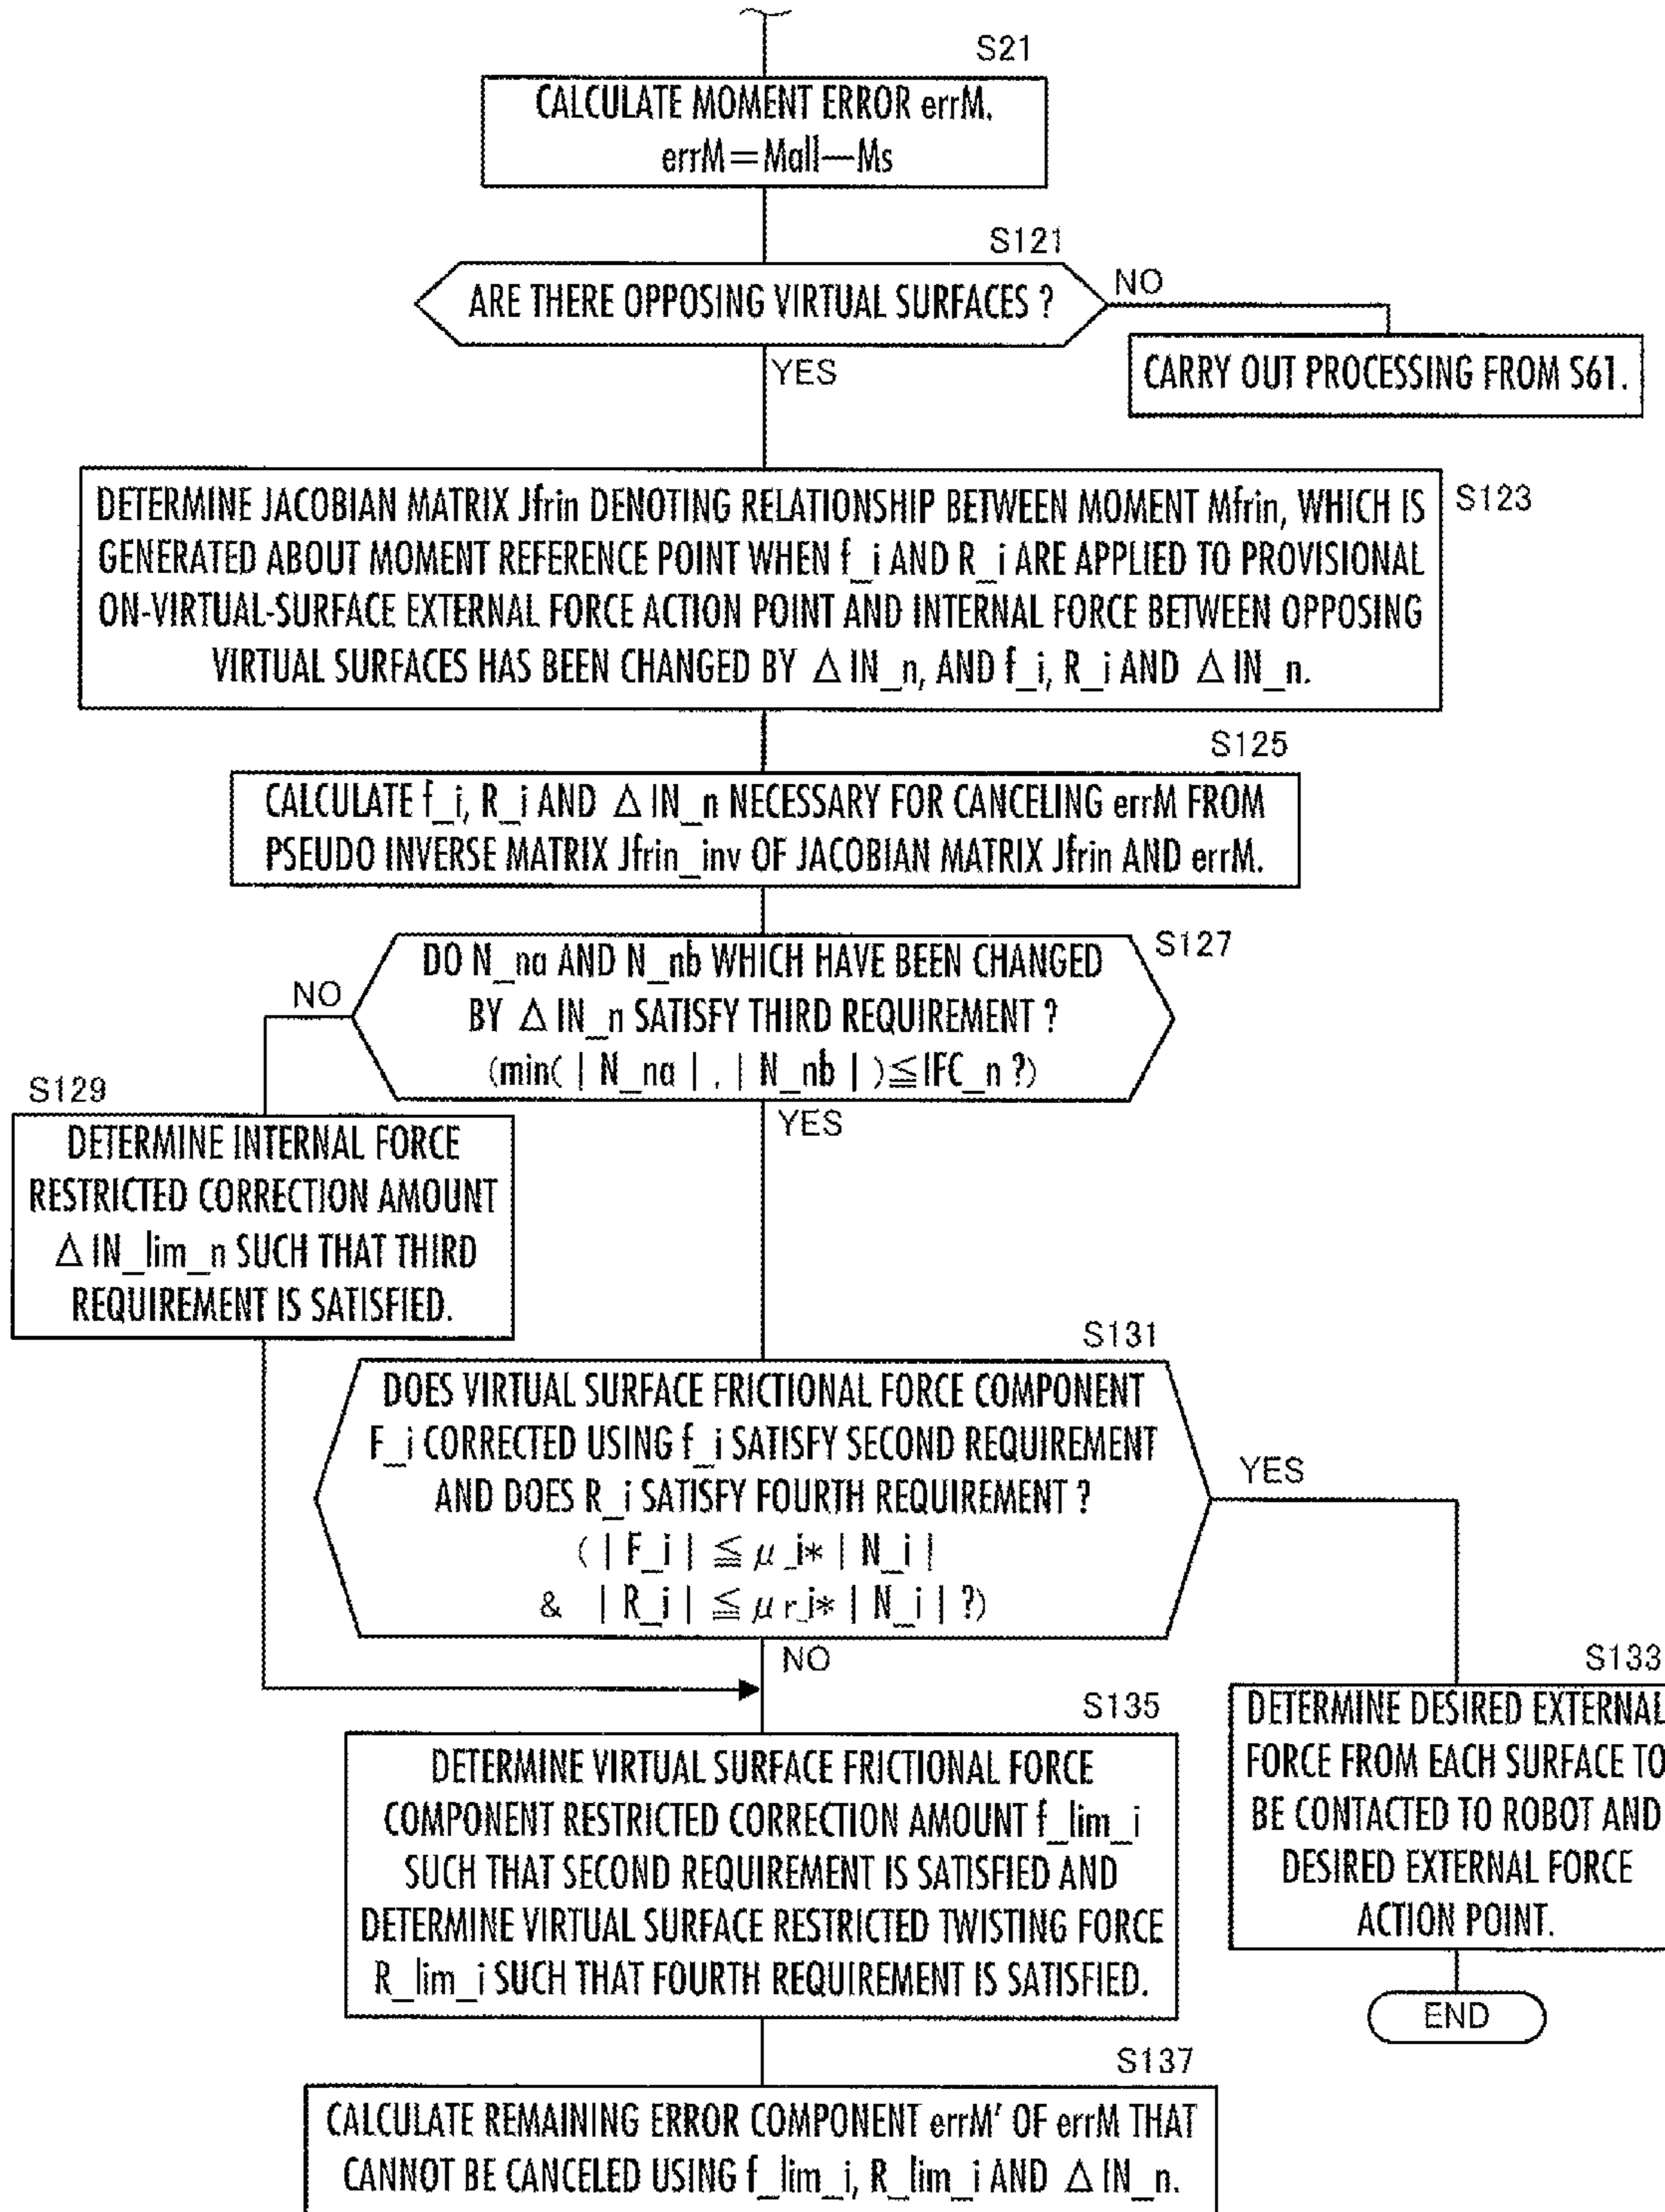 S21
CALCULATE MOMENT ERROR errM.
errM＝Mall—Ms
S121
ARE THERE OPPOSING VIRTUAL SURFACES ?
NO
YES
CARRY OUT PROCESSING FROM S61.
S123
DETERMINE JACOBIAN MATRIX Jfrin DENOTING RELATIONSHIP BETWEEN MOMENT Mfrin, WHICH IS
GENERATED ABOUT MOMENT REFERENCE POINT WHEN f_i AND R_i ARE APPLIED TO PROVISIONAL
ON-VIRTUAL-SURFACE EXTERNAL FORCE ACTION POINT AND INTERNAL FORCE BETWEEN OPPOSING
VIRTUAL SURFACES HAS BEEN CHANGED BY △ IN_n, AND f_i, R_i AND △ IN_n.
S125
CALCULATE f_i, R_i AND △ IN_n NECESSARY FOR CANCELING errM FROM
PSEUDO INVERSE MATRIX Jfrin_inv OF JACOBIAN MATRIX Jfrin AND errM.
S127
DO N_na AND N_nb WHICH HAVE BEEN CHANGED
BY △ IN_n SATISFY THIRD REQUIREMENT ?
(min( | N_na | , | N_nb | )≦IFC_n ?)
NO
YES
S129
DETERMINE INTERNAL FORCE
RESTRICTED CORRECTION AMOUNT
△ IN_lim_n SUCH THAT THIRD
REQUIREMENT IS SATISFIED.
S131
DOES VIRTUAL SURFACE FRICTIONAL FORCE COMPONENT
F_i CORRECTED USING f_i SATISFY SECOND REQUIREMENT
AND DOES R_i SATISFY FOURTH REQUIREMENT ?
( | F_i | ≦ μ_i* | N_i |
& | R_i | ≦ μr_i* | N_i | ?)
YES
NO
S133
DETERMINE DESIRED EXTERNAL
FORCE FROM EACH SURFACE TO
BE CONTACTED TO ROBOT AND
DESIRED EXTERNAL FORCE
ACTION POINT.
END
S135
DETERMINE VIRTUAL SURFACE FRICTIONAL FORCE
COMPONENT RESTRICTED CORRECTION AMOUNT f_lim_i
SUCH THAT SECOND REQUIREMENT IS SATISFIED AND
DETERMINE VIRTUAL SURFACE RESTRICTED TWISTING FORCE
R_lim_i SUCH THAT FOURTH REQUIREMENT IS SATISFIED.
S137
CALCULATE REMAINING ERROR COMPONENT errM' OF errM THAT
CANNOT BE CANCELED USING f_lim_i, R_lim_i AND △ IN_n.